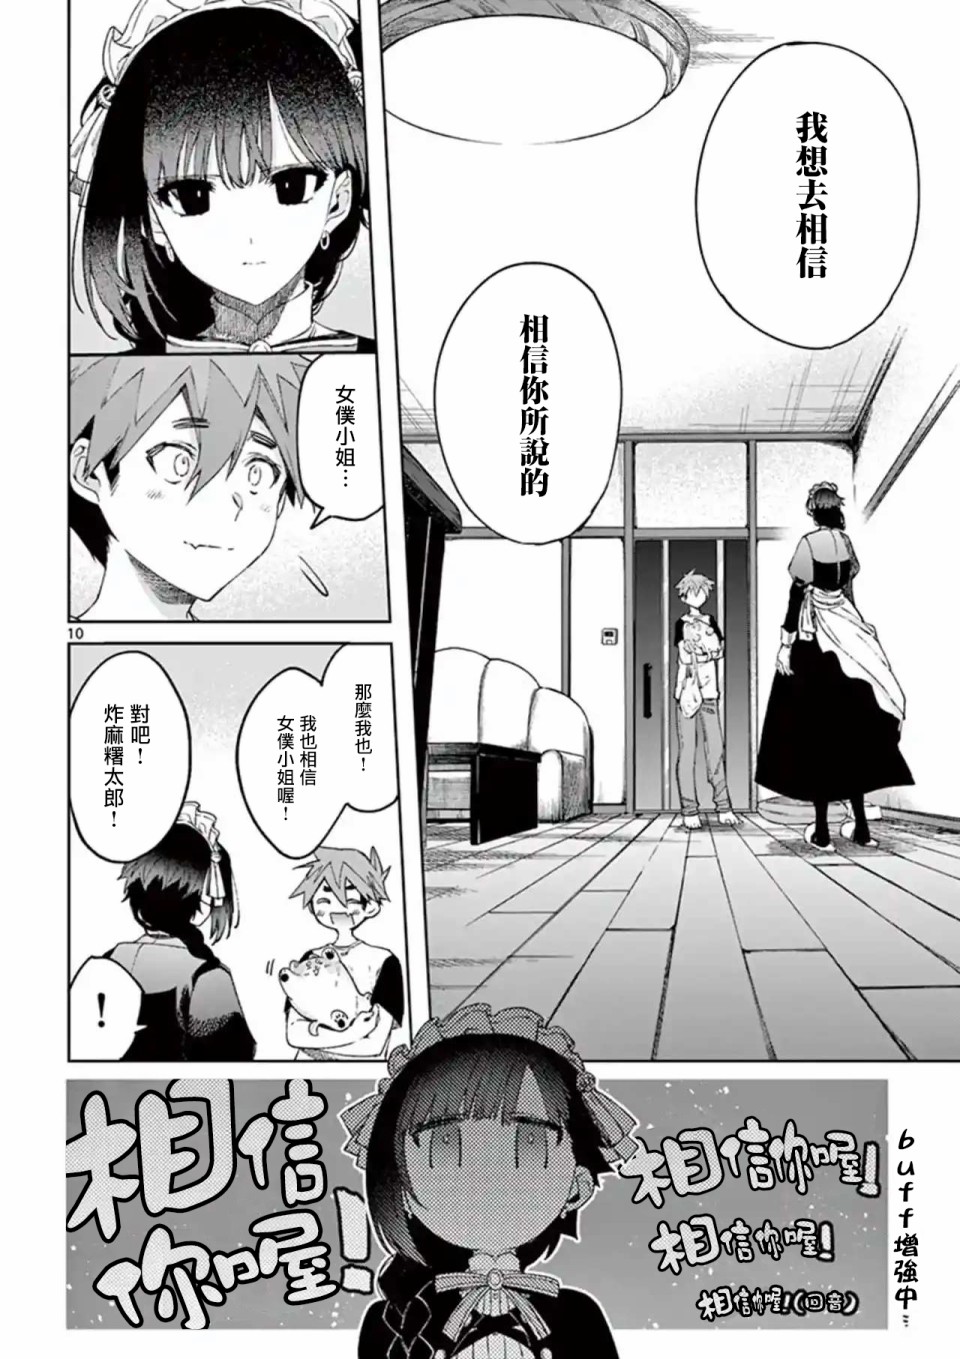 我想去相信
相信你所說的
女僕小姐…
10
那麼我也！
我也相信
女僕小姐喔！
對吧！
炸麻糬太郎！
！
buff增強中…
相信你喔！
相信你喔！
相信喔！(回音)
相信
你喔！